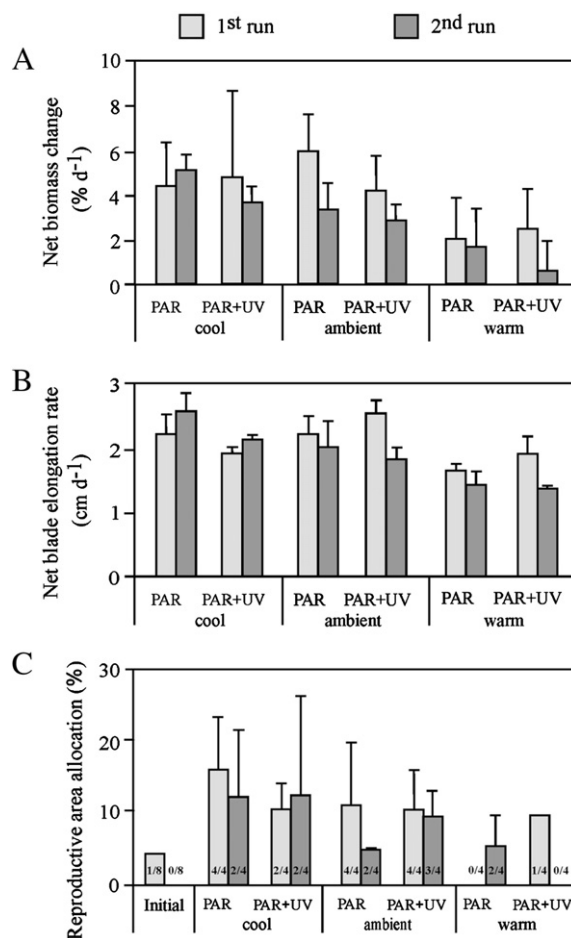 1st run 2nd run
A
Net biomass change
(% d-1)
10
8
6
4
2
0
PAR PAR+UV PAR PAR+UV PAR PAR+UV
cool ambient warm
B
Net blade elongation rate
(cm d-1)
3
2
1
0
PAR PAR+UV PAR PAR+UV PAR PAR+UV
cool ambient warm
C
Reproductive area allocation (%)
30
20
10
0
1/8 0/8 4/4 2/4 2/4 2/4 4/4 2/4 4/4 3/4 0/4 2/4 1/4 0/4
Initial PAR PAR+UV PAR PAR+UV PAR PAR+UV
cool ambient warm